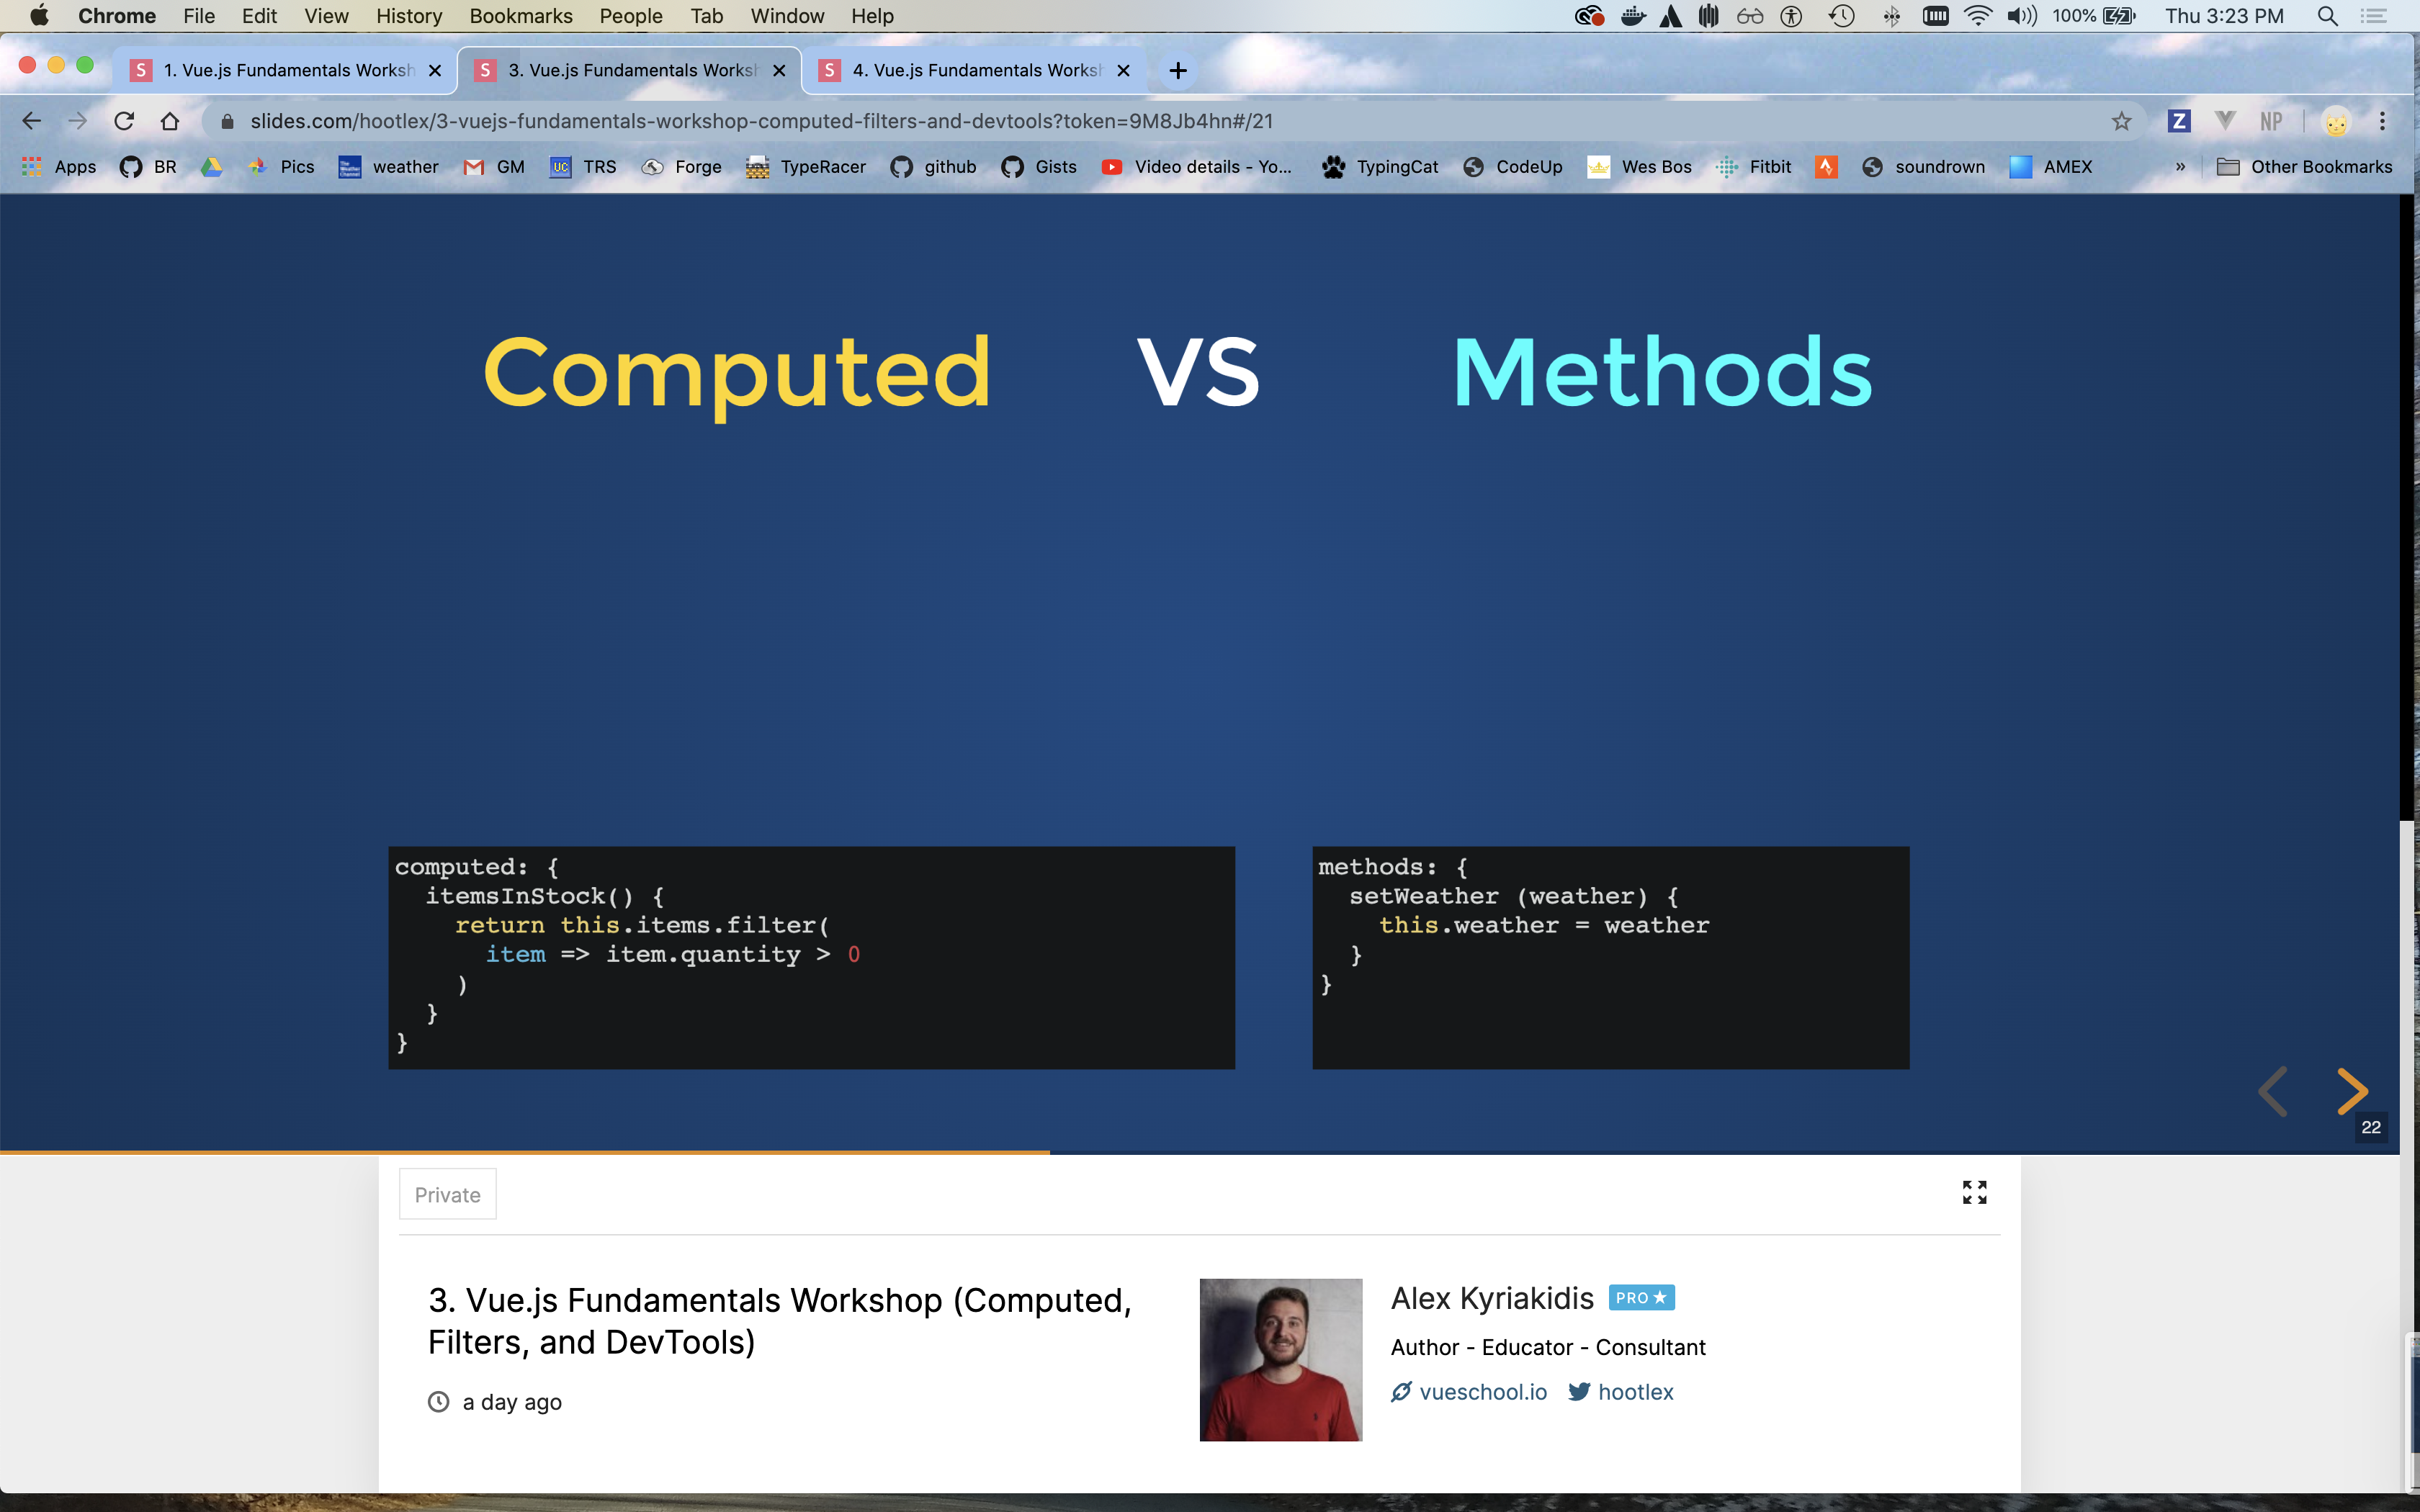 Chrome File Edit View History Bookmarks People Tab Window Help 100% Thu 3:23 PM
S 1. Vue.js Fundamentals Worksh S 3. Vue.js Fundamentals Works S 4. Vue.js Fundamentals Works
slides.com/hootlex/3-vuejs-fundamentals-workshop-computed-filters-and-devtools?token=9M8Jb4hn#/21 Z NP
Apps BR Pics weather GM UC TRS Forge TypeRacer github Gists Video details - Yo... TypingCat CodeUp Wes Bos Fitbit soundrown AMEX » Other Bookmarks
Computed VS Methods
computed: {
  itemsInStock() {
    return this.items.filter(
      item => item.quantity > 0
    )
  }
}
methods: {
  setWeather (weather) {
    this.weather = weather
  }
}
22
Private
3. Vue.js Fundamentals Workshop (Computed,
Filters, and DevTools)
a day ago
Alex Kyriakidis PRO
Author - Educator - Consultant
vueschool.io hootlex